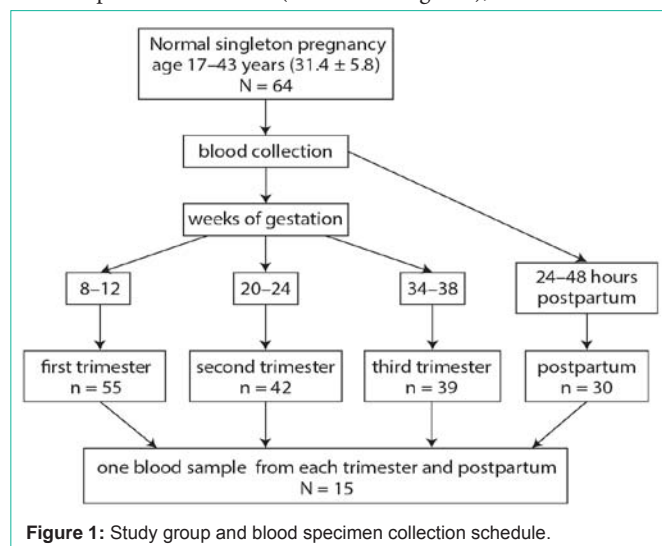 Normal singleton pregnancy
age 17–43 years (31.4 ± 5.8)
N = 64
blood collection
weeks of gestation
8–12
20–24
34–38
24–48 hours
postpartum
first trimester
n = 55
second trimester
n = 42
third trimester
n = 39
postpartum
n = 30
one blood sample from each trimester and postpartum
N = 15
Figure 1: Study group and blood specimen collection schedule.